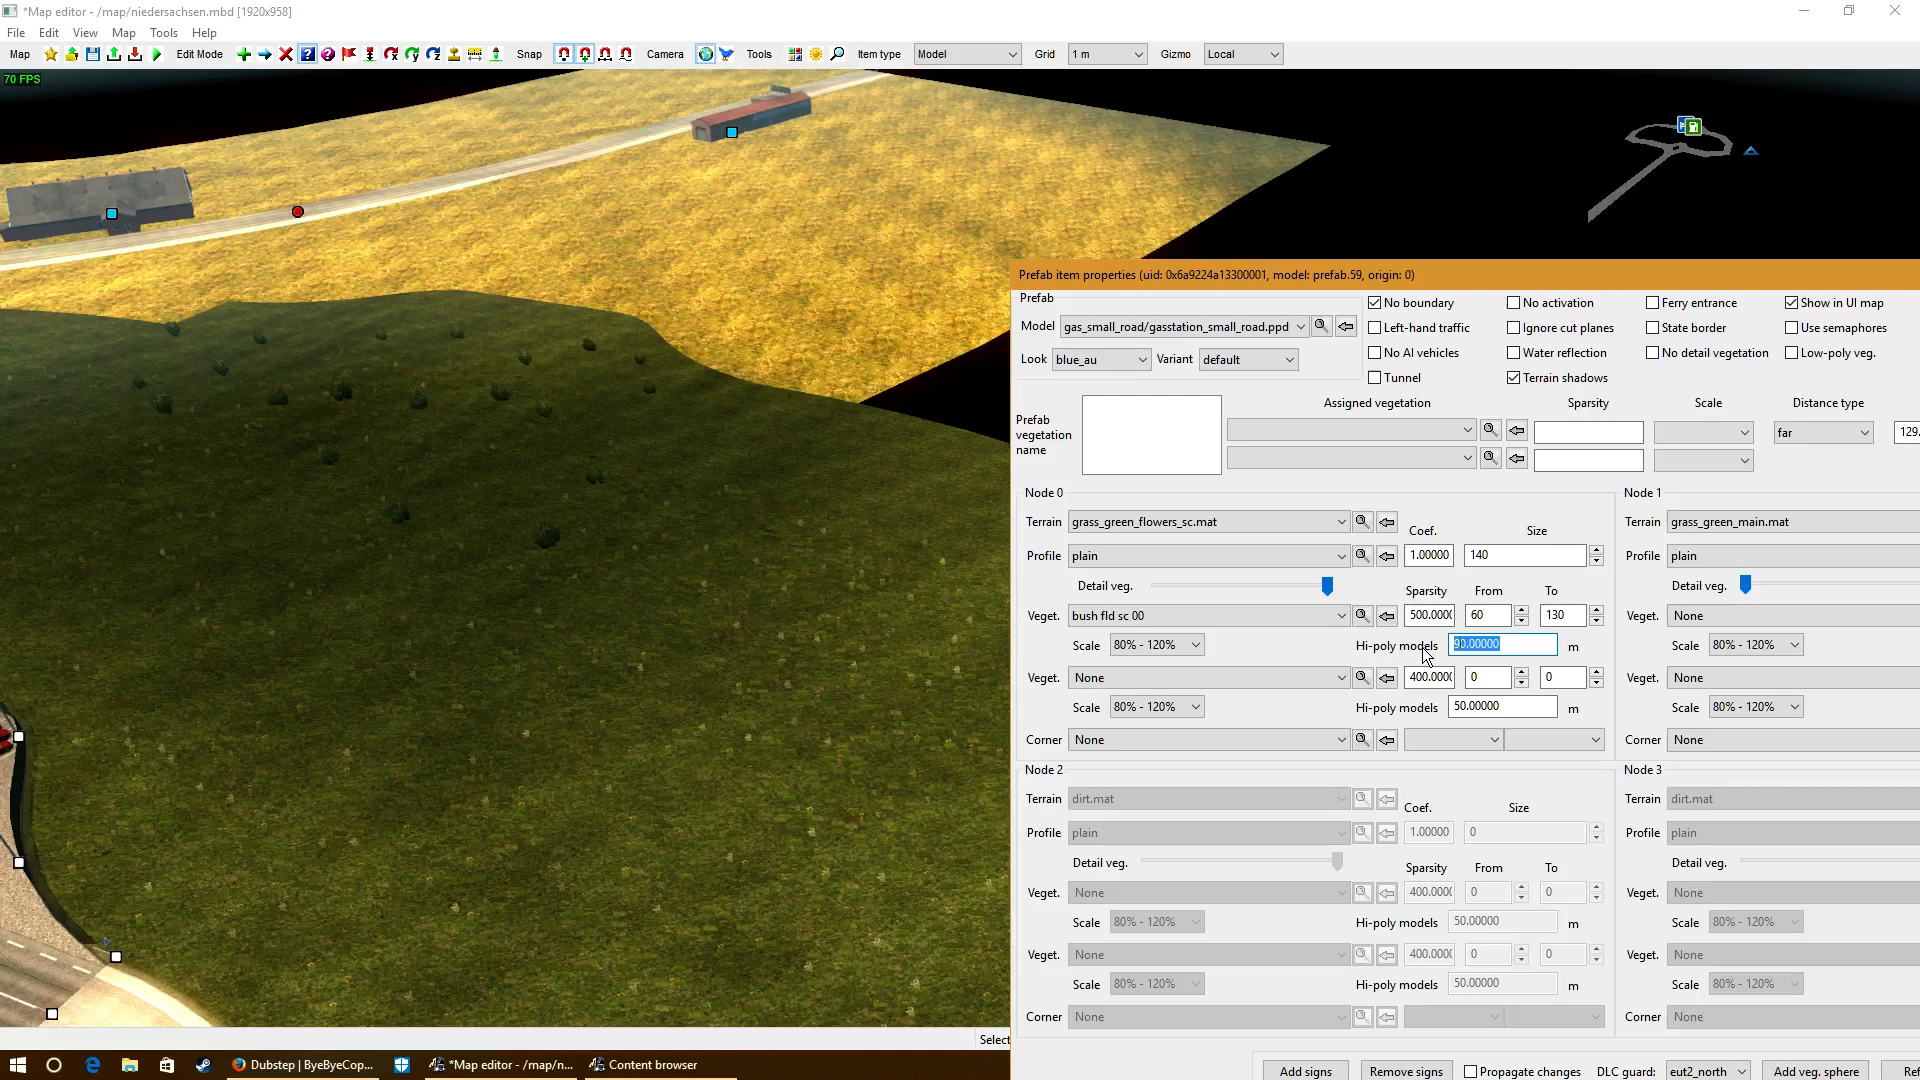 *Map editor - /map/niedersachsen.mbd [1920x958]
File Edit View Map Tools Help
Map Edit Mode Snap Camera Tools Item type Model Grid 1 m Gizmo Local
70 FPS
Prefab item properties (uid: 0x6a9224a13300001, model: prefab.59, origin: 0)
Prefab No boundary No activation Ferry entrance Show in UI map
Model gas_small_road/gasstation_small_road.ppd Left-hand traffic Ignore cut planes State border Use semaphores
Look blue_au Variant default No AI vehicles Water reflection No detail vegetation Low-poly veg.
Tunnel Terrain shadows
Assigned vegetation Sparsity Scale Distance type
Prefab
vegetation
name
far 129.
Node 0 Node 1
Terrain grass_green_flowers_sc.mat Coef. Size Terrain grass_green_main.mat
Profile plain 1.00000 140 Profile plain
Detail veg. Sparsity From To Detail veg.
Veget. bush fld sc 00 500.000 60 130 Veget. None
Scale 80% - 120% Hi-poly models 90.00000 m Scale 80% - 120%
Veget. None 400.000 0 0 Veget. None
Scale 80% - 120% Hi-poly models 50.00000 m Scale 80% - 120%
Corner None Corner None
Node 2 Node 3
Terrain dirt.mat Coef. Size Terrain dirt.mat
Profile plain 1.00000 0 Profile plain
Detail veg. Sparsity From To Detail veg.
Veget. None 400.000 0 0 Veget. None
Scale 80% - 120% Hi-poly models 50.00000 m Scale 80% - 120%
Veget. None 400.000 0 0 Veget. None
Scale 80% - 120% Hi-poly models 50.00000 m Scale 80% - 120%
Corner None Corner None
Select
Add signs Remove signs Propagate changes DLC guard: eut2_north Add veg. sphere Ref
Dubstep | ByeByeCop... *Map editor - /map/n... Content browser